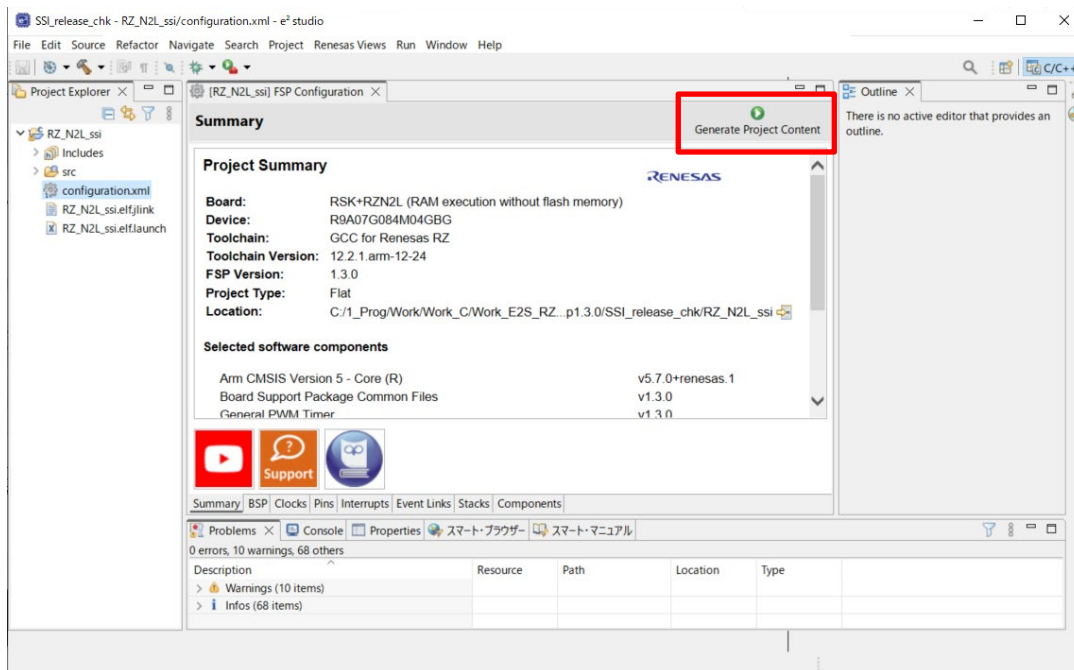 SSI_release_chk - RZ_N2L_ssi/configuration.xml - e² studio
File Edit Source Refactor Navigate Search Project Renesas Views Run Window Help
C/C++
Project Explorer
[RZ_N2L_ssi] FSP Configuration
Outline
RZ_N2L_ssi
Includes
src
configuration.xml
RZ_N2L_ssi.elf.jlink
RZ_N2L_ssi.elf.launch
Summary
Generate Project Content
There is no active editor that provides an
outline.
Project Summary
RENESAS
Board: RSK+RZN2L (RAM execution without flash memory)
Device: R9A07G084M04GBG
Toolchain: GCC for Renesas RZ
Toolchain Version: 12.2.1.arm-12-24
FSP Version: 1.3.0
Project Type: Flat
Location: C:/1_Prog/Work/Work_C/Work_E2S_RZ...p1.3.0/SSI_release_chk/RZ_N2L_ssi
Selected software components
Arm CMSIS Version 5 - Core (R) v5.7.0+renesas.1
Board Support Package Common Files v1.3.0
General PWM Timer v1.3.0
Support
Summary BSP Clocks Pins Interrupts Event Links Stacks Components
Problems Console Properties スマート・ブラウザー スマート・マニュアル
0 errors, 10 warnings, 68 others
Description Resource Path Location Type
Warnings (10 items)
Infos (68 items)